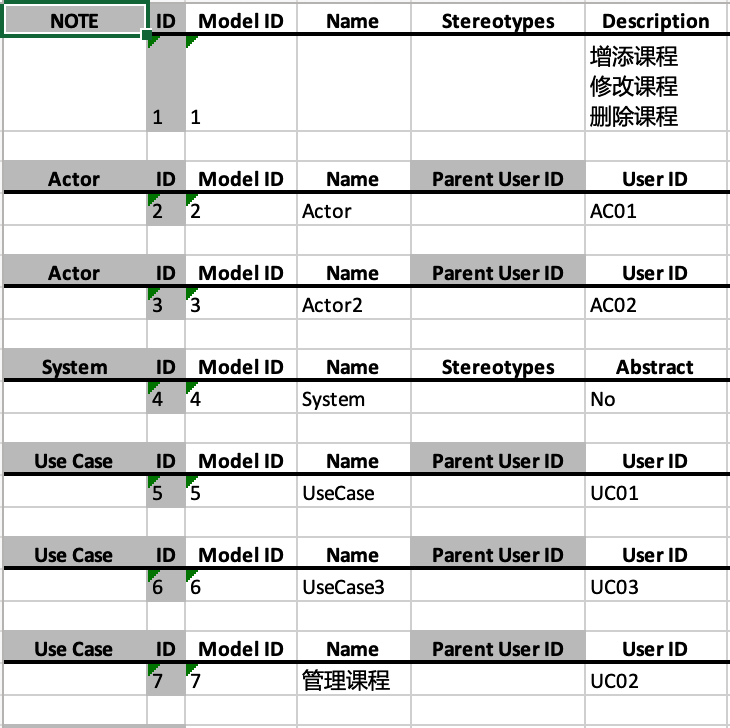 NOTE ID Model ID Name Stereotypes Description
增添课程
修改课程
1 1 删除课程
Actor ID Model ID Name Parent User ID User ID
2 2 Actor AC01
Actor ID Model ID Name Parent User ID User ID
3 3 Actor2 AC02
System ID Model ID Name Stereotypes Abstract
4 4 System No
Use Case ID Model ID Name Parent User ID User ID
5 5 UseCase UC01
Use Case ID Model ID Name Parent User ID User ID
6 6 UseCase3 UC03
Use Case ID Model ID Name Parent User ID User ID
7 7 管理课程 UC02